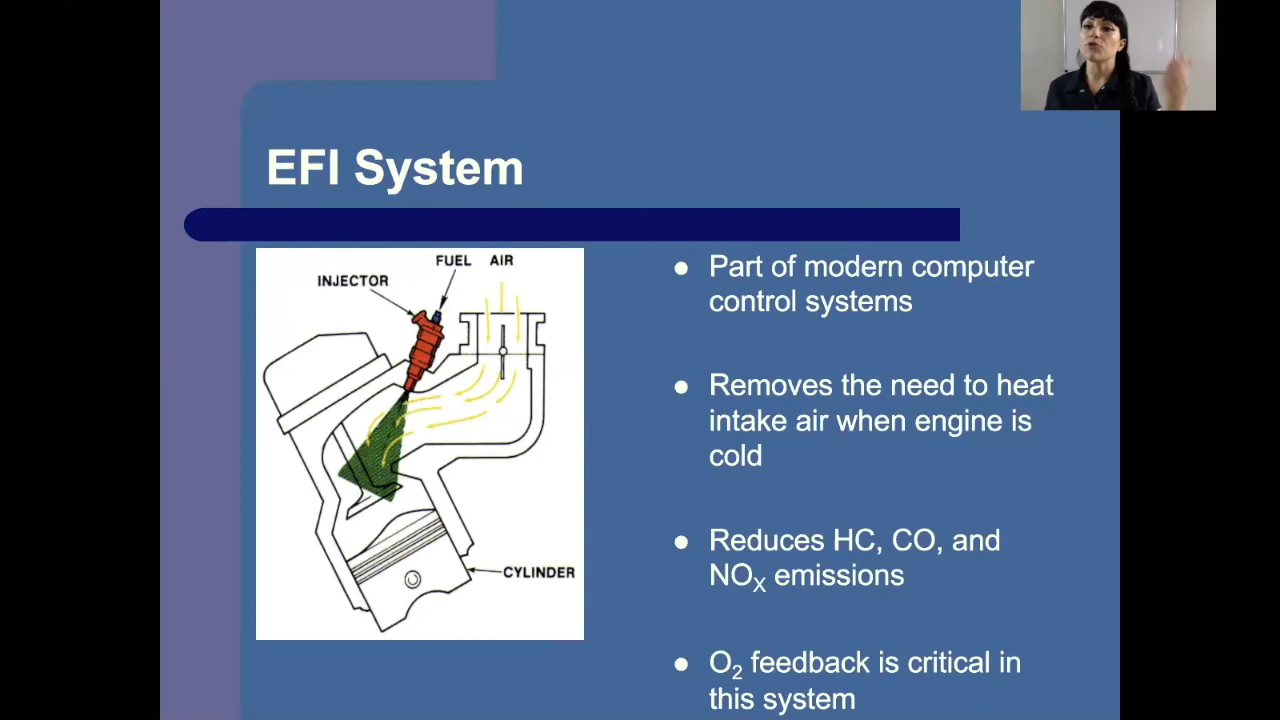 EFI System
FUEL AIR
INJECTOR
CYLINDER
Part of modern computer
control systems
Removes the need to heat
intake air when engine is
cold
Reduces HC, CO, and
NOX emissions
O2 feedback is critical in
this system